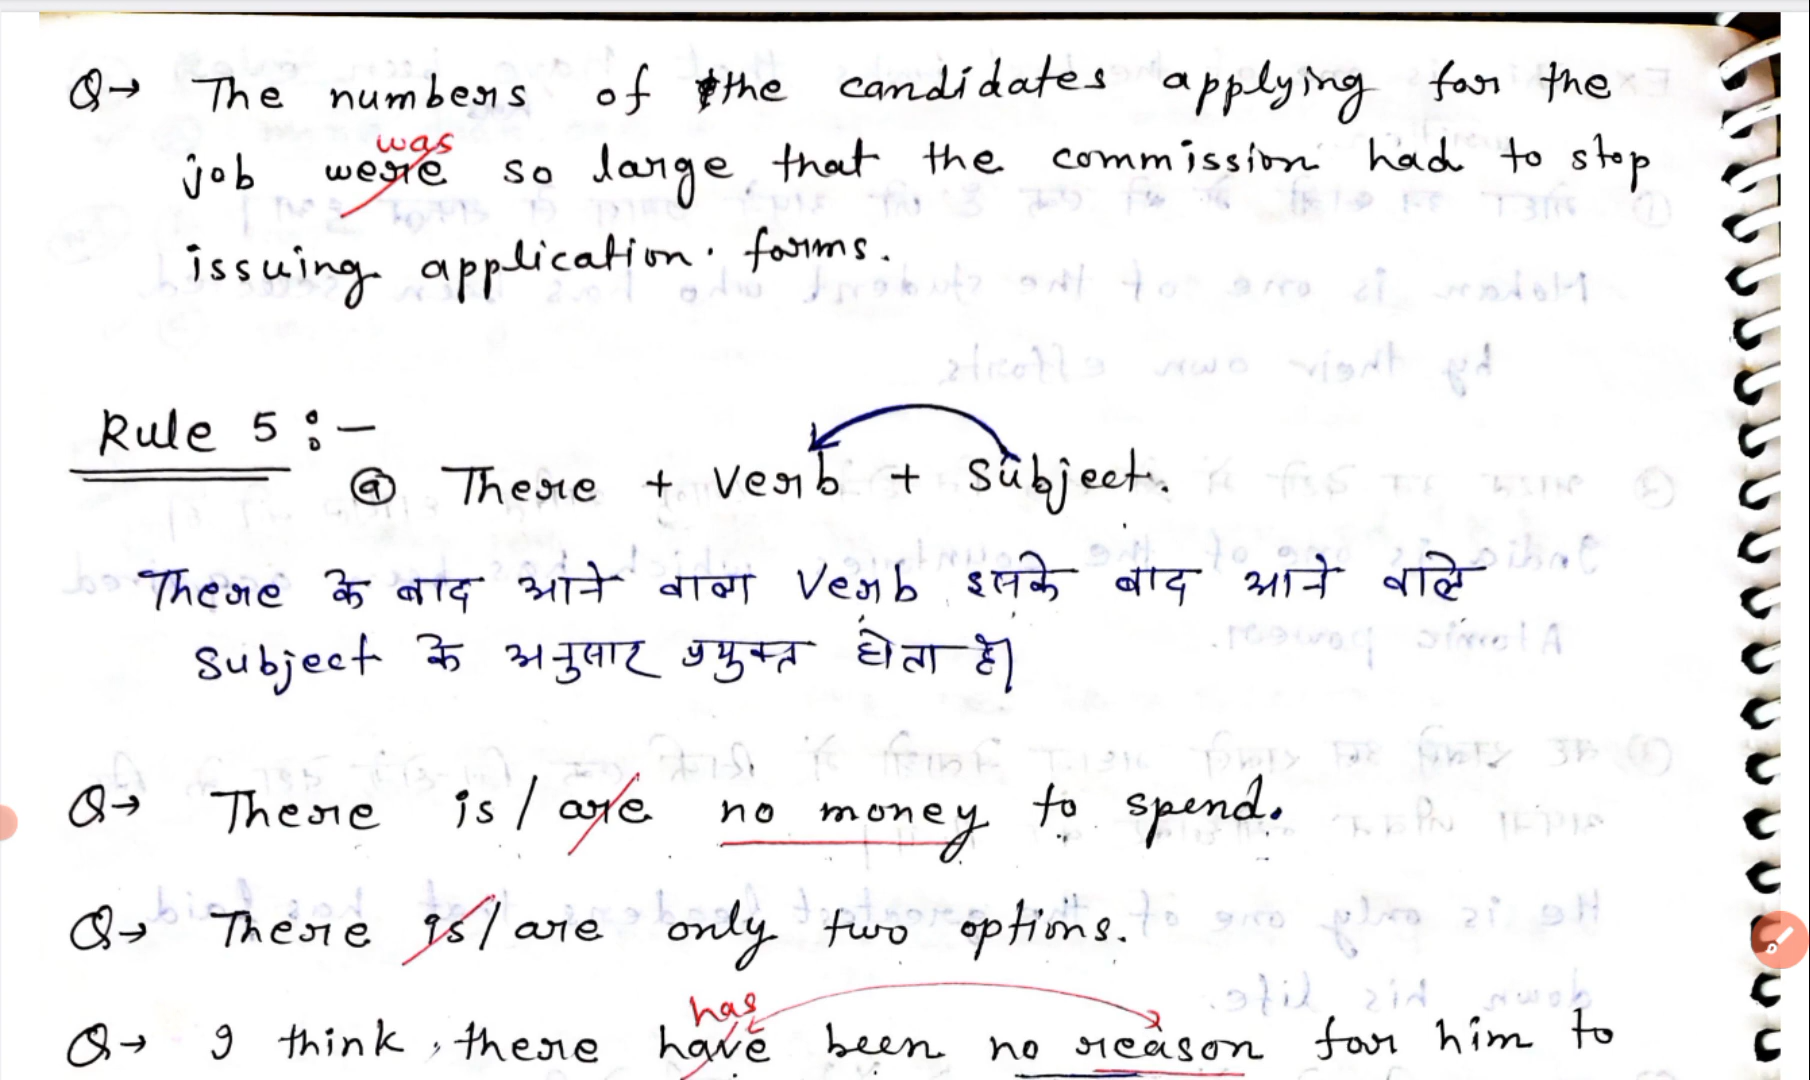 Q→ The numbers of the candidates applying for the
was
job were so large that the commission had to stop
issuing application forms.
Rule 5 :-
ⓐ There + Verb + Subject.
There के बाद आने वाला Verb इसके बाद आने वाले
Subject के अनुसार प्रयुक्त होता है।
Q→ There is / are no money to spend.
Q→ There is / are only two options.
has
Q→ I think, there have been no reason for him to